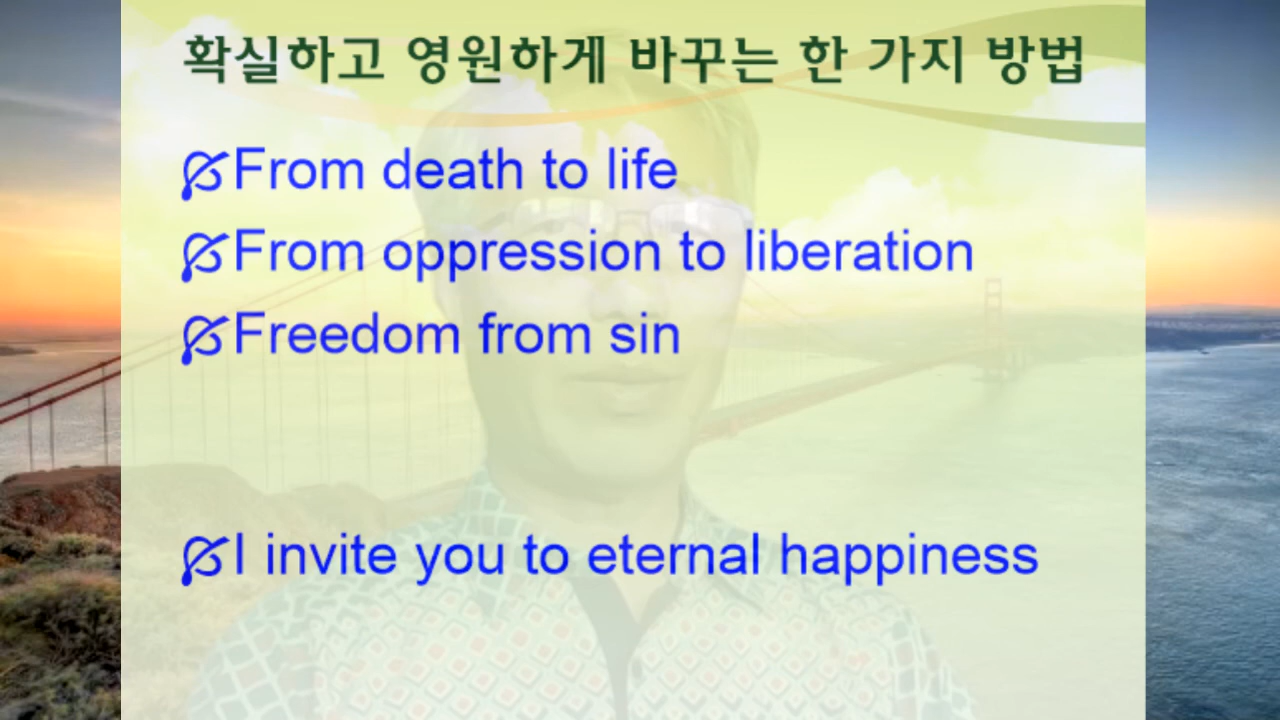 확실하고 영원하게 바꾸는 한 가지 방법
From death to life
From oppression to liberation
Freedom from sin
I invite you to eternal happiness